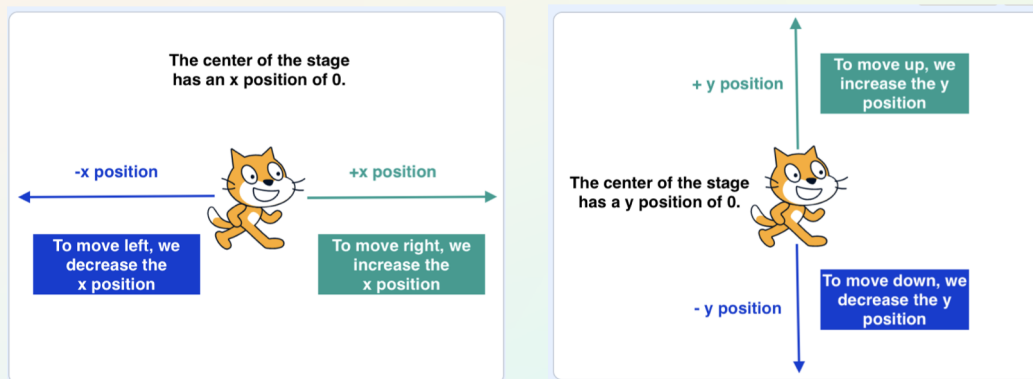 The center of the stage
has an x position of 0.
-x position
+x position
To move left, we
decrease the
x position
To move right, we
increase the
x position
+ y position
To move up, we
increase the y
position
The center of the stage
has a y position of 0.
- y position
To move down, we
decrease the y
position